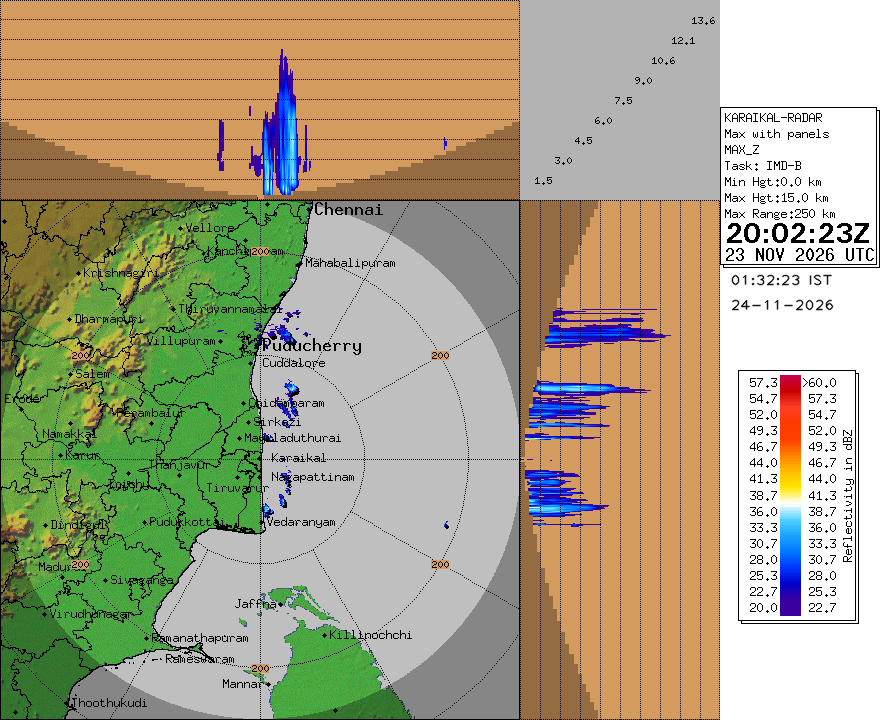 13.6
12.1
10.6
9.0
7.5
6.0
4.5
3.0
1.5
KARAIKAL-RADAR
Max with panels
MAX_Z
Task: IMD-B
Min Hgt:0.0 km
Max Hgt:15.0 km
Max Range:250 km
20:02:23Z
23 NOV 2026 UTC
01:32:23 IST
24-11-2026
Chennai
Vellore
200
Mahabalipuram
Krishnagiri
Thiruvannamalai
Dharmapuri
Villupuram
Puducherry
200
200
Cuddalore
Salem
Erode
Chidambaram
Perambalur
Sirkazi
Namakkal
Mayiladuthurai
Karur
Karaikal
Thanjavur
Nagapattinam
Tiruvarur
Dindigul
Pudukkottai
Vedaranyam
200
200
Madurai
Sivaganga
Jaffna
Virudhunagar
Killinochchi
Ramanathapuram
Rameswaram
200
Mannar
Thoothukudi
57.3 >60.0
54.7 57.3
52.0 54.7
49.3 52.0
46.7 49.3
44.0 46.7
41.3 44.0
38.7 41.3
36.0 38.7
33.3 36.0
30.7 33.3
28.0 30.7
25.3 28.0
22.7 25.3
20.0 22.7
Reflectivity in dBZ